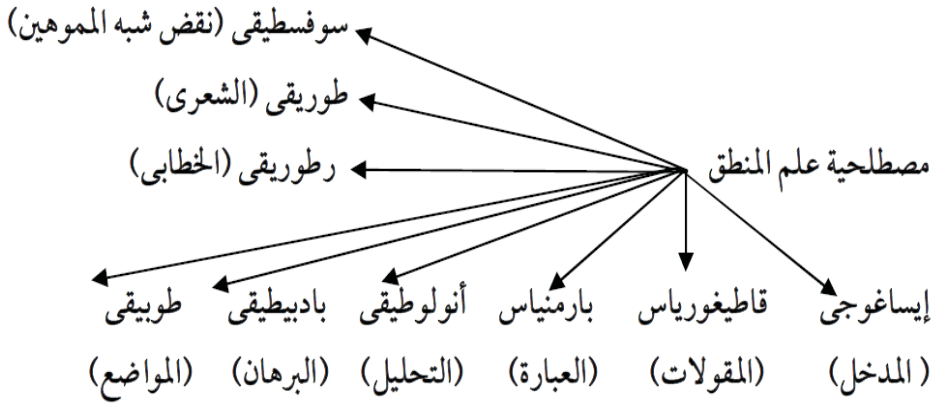 سوفسطيقى (نقض شبه المموهين)
طوريقى (الشعرى)
مصطلحية علم المنطق
رطوريقى (الخطابى)
إيساغوجى قاطيغورياس بارمنياس أنولوطيقى بادبيطيقى طوبيقى
( المدخل) (المقولات) (العبارة) (التحليل) (البرهان) (المواضع)